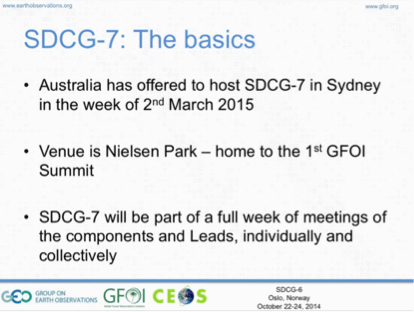 www.earthobservations.org
www.gfoi.org
SDCG-7: The basics
• Australia has offered to host SDCG-7 in Sydney
in the week of 2nd March 2015
• Venue is Nielsen Park – home to the 1st GFOI
Summit
• SDCG-7 will be part of a full week of meetings of
the components and Leads, individually and
collectively
GEO GROUP ON
EARTH OBSERVATIONS
GFOI
CEOS
SDCG-6
Oslo, Norway
October 22-24, 2014